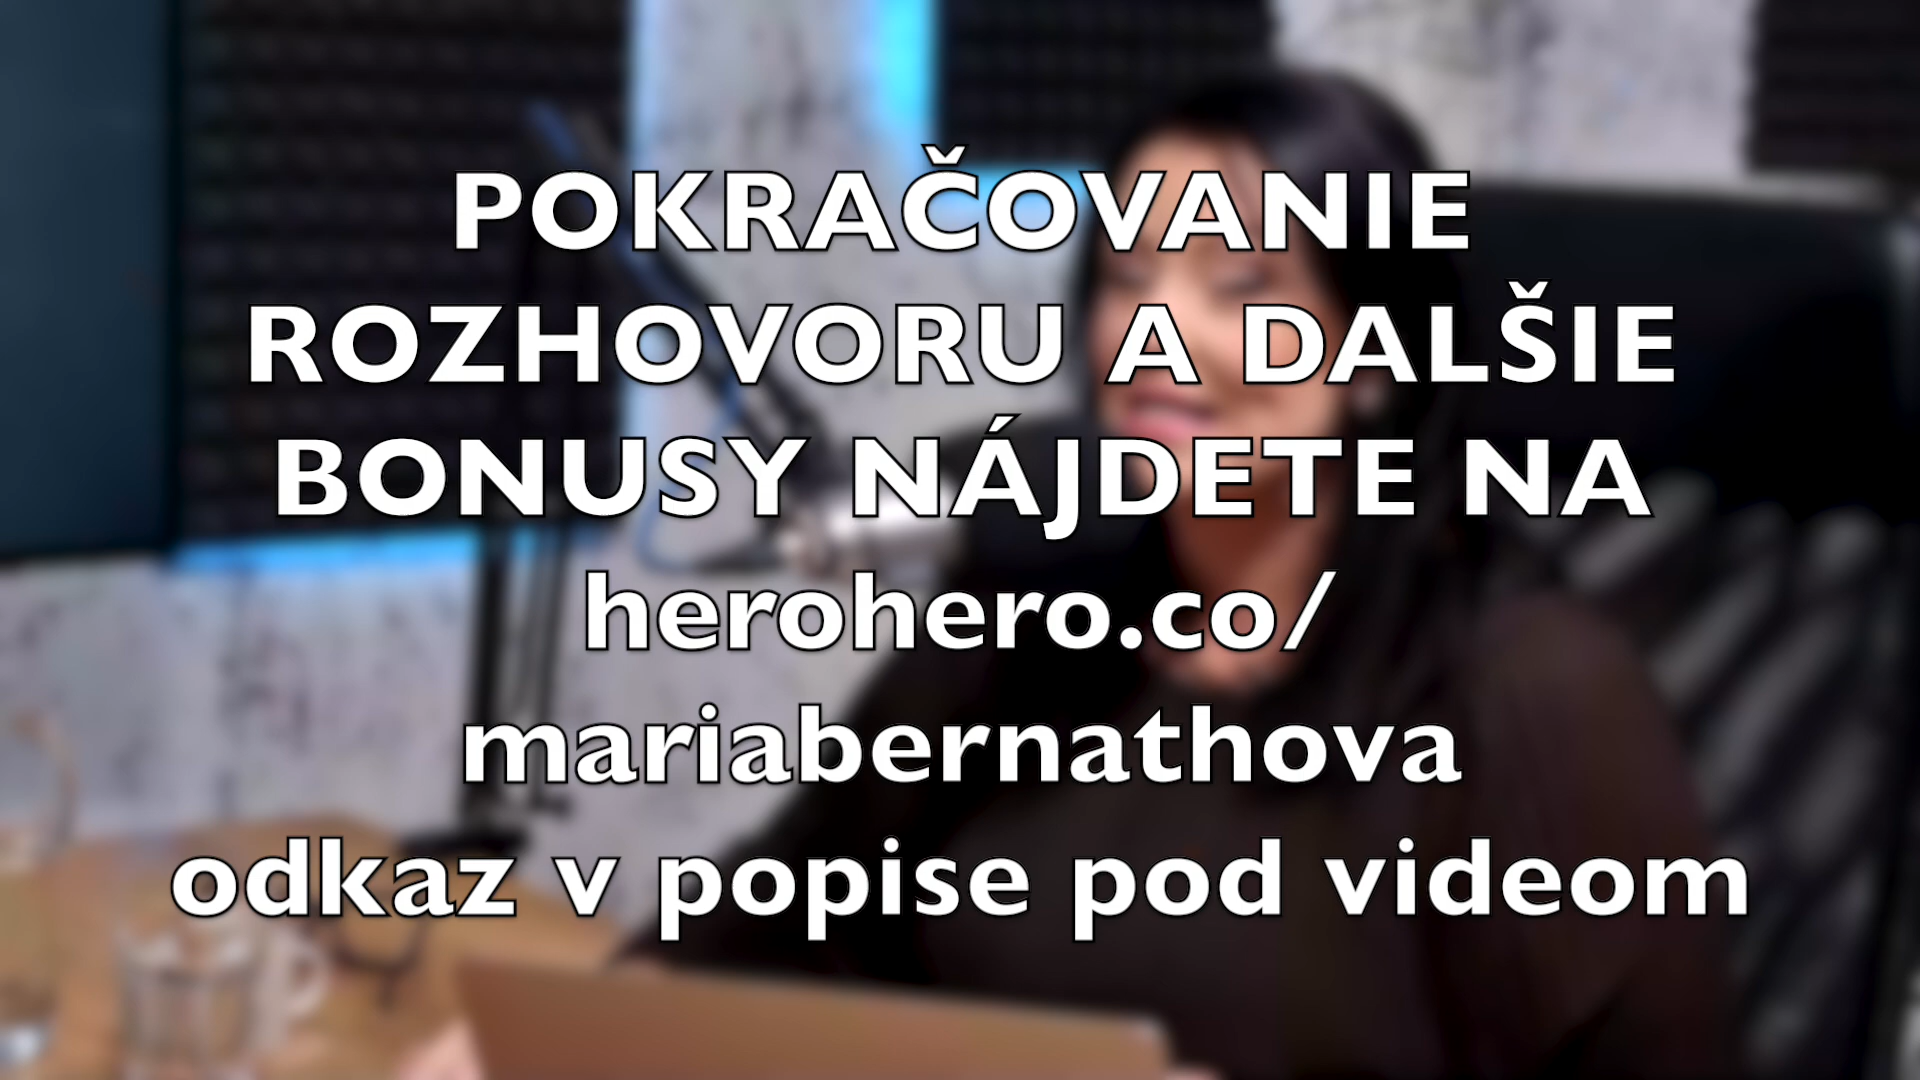 POKRAČOVANIE
ROZHOVORU A DALŠIE
BONUSY NÁJDETE NA
herohero.co/
mariabernathova
odkaz v popise pod videom